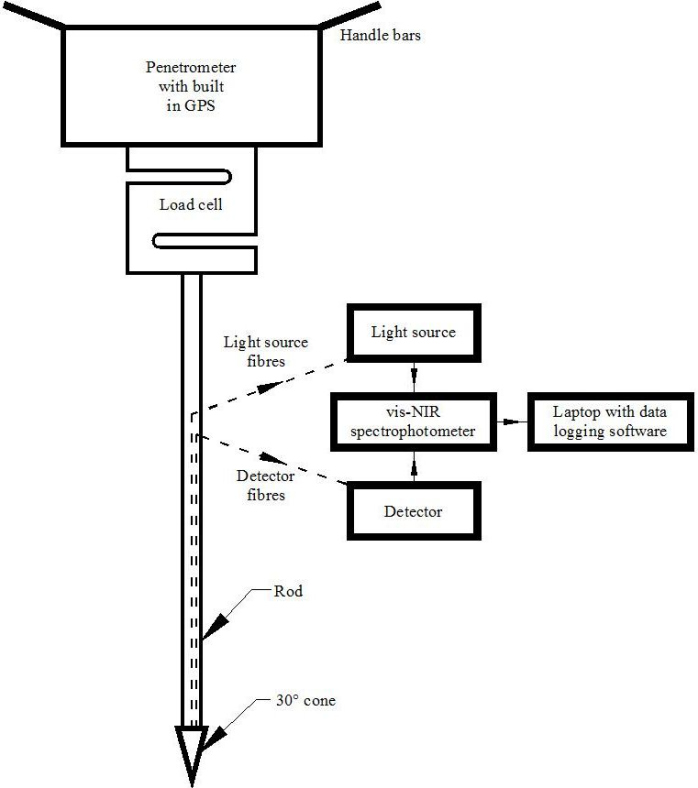 Handle bars
Penetrometer
with built
in GPS
Load cell
Light source
fibres
Light source
vis-NIR
spectrophotometer
Laptop with data
logging software
Detector
fibres
Detector
Rod
30° cone